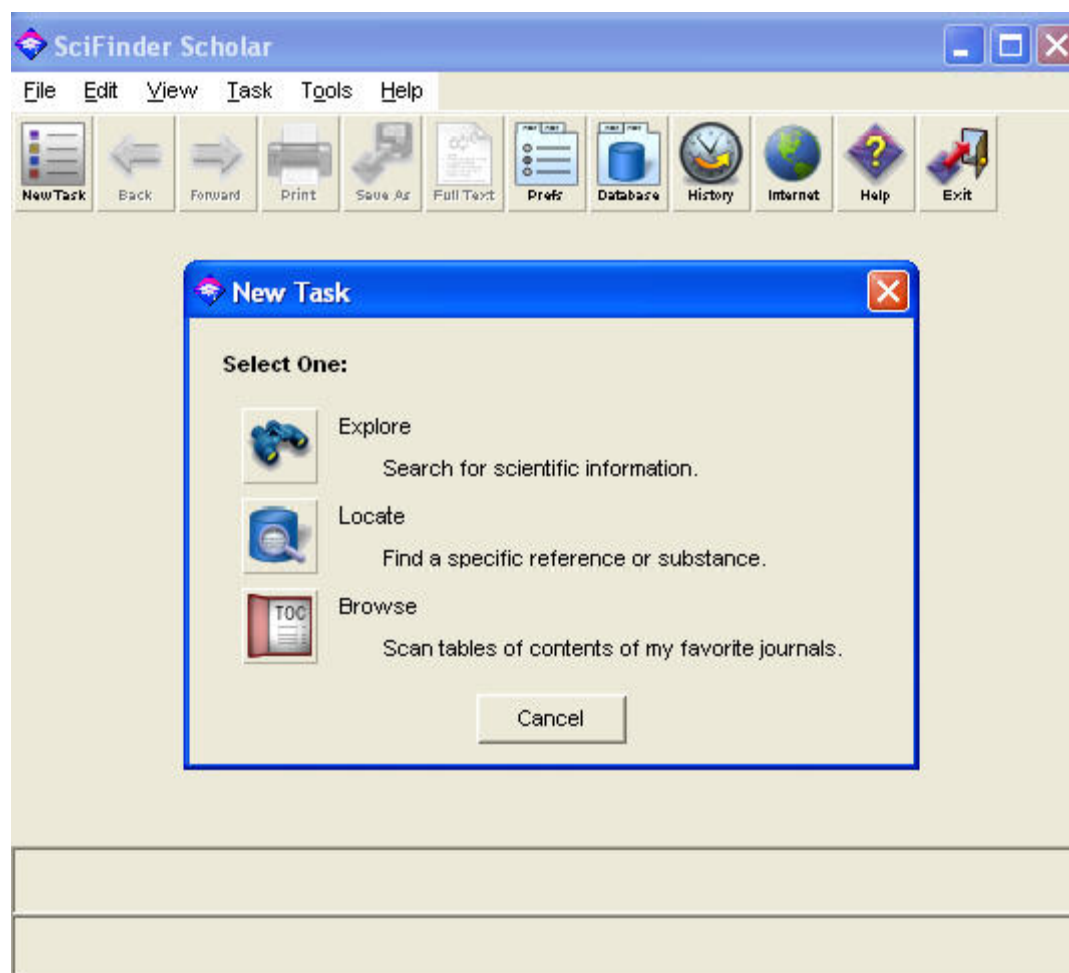 SciFinder Scholar
File Edit View Task Tools Help
New Task Back Forward Print Save As Full Text Prefs Database History Internet Help Exit
New Task
Select One:
Explore
Search for scientific information.
Locate
Find a specific reference or substance.
TOC
Browse
Scan tables of contents of my favorite journals.
Cancel